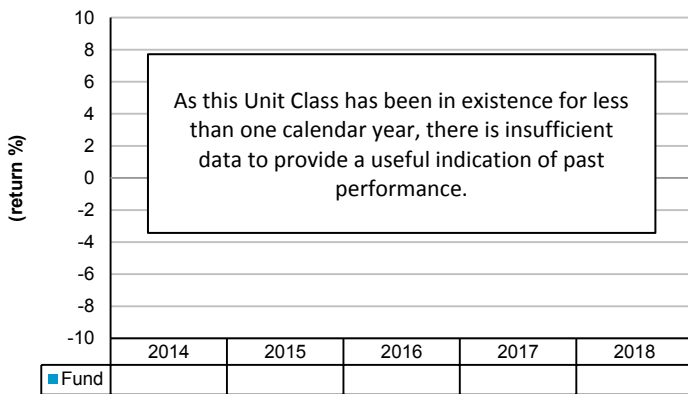 10
8
6
4
2
0
-2
-4
-6
-8
-10
(return %)
As this Unit Class has been in existence for less
than one calendar year, there is insufficient
data to provide a useful indication of past
performance.
2014 2015 2016 2017 2018
Fund